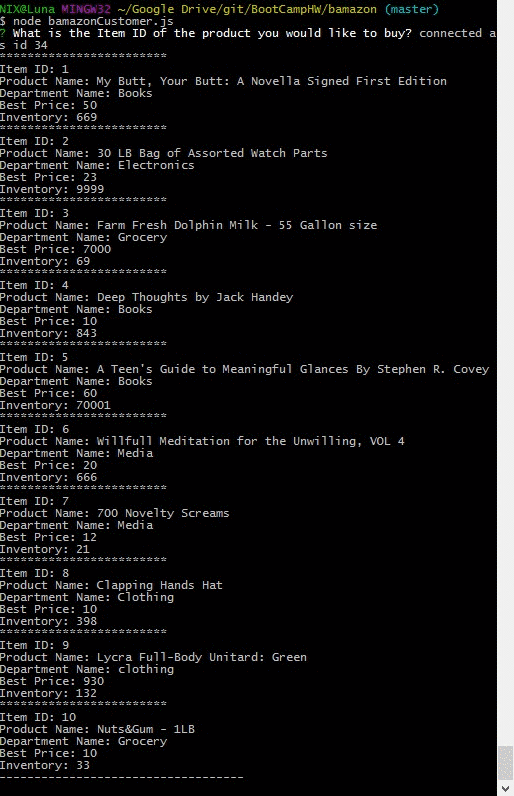 NIX@Luna MINGW32 ~/Google Drive/git/BootCampHW/bamazon (master)
$ node bamazonCustomer.js
? What is the Item ID of the product you would like to buy? connected a
s id 34
************************
Item ID: 1
Product Name: My Butt, Your Butt: A Novella Signed First Edition
Department Name: Books
Best Price: 50
Inventory: 669
************************
Item ID: 2
Product Name: 30 LB Bag of Assorted Watch Parts
Department Name: Electronics
Best Price: 23
Inventory: 9999
************************
Item ID: 3
Product Name: Farm Fresh Dolphin Milk - 55 Gallon size
Department Name: Grocery
Best Price: 7000
Inventory: 69
************************
Item ID: 4
Product Name: Deep Thoughts by Jack Handey
Department Name: Books
Best Price: 10
Inventory: 843
************************
Item ID: 5
Product Name: A Teen's Guide to Meaningful Glances By Stephen R. Covey
Department Name: Books
Best Price: 60
Inventory: 70001
************************
Item ID: 6
Product Name: Willfull Meditation for the Unwilling, VOL 4
Department Name: Media
Best Price: 20
Inventory: 666
************************
Item ID: 7
Product Name: 700 Novelty Screams
Department Name: Media
Best Price: 12
Inventory: 21
************************
Item ID: 8
Product Name: Clapping Hands Hat
Department Name: Clothing
Best Price: 10
Inventory: 398
************************
Item ID: 9
Product Name: Lycra Full-Body Unitard: Green
Department Name: clothing
Best Price: 930
Inventory: 132
************************
Item ID: 10
Product Name: Nuts&Gum - 1LB
Department Name: Grocery
Best Price: 10
Inventory: 33
-----------------------------------